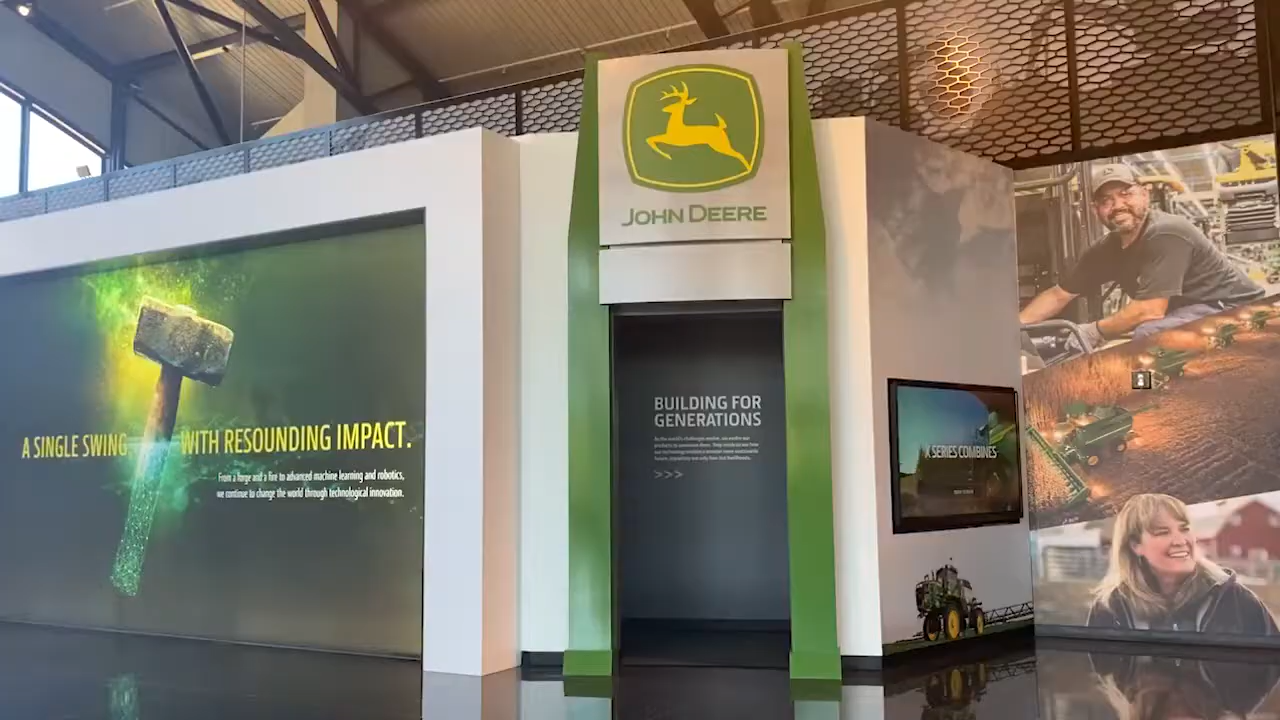 JOHN DEERE
A SINGLE SWING WITH RESOUNDING IMPACT.
From a forge and a fire to advanced machine learning and robotics,
we continue to change the world through technological innovation.
BUILDING FOR
GENERATIONS
>>>
X SERIES COMBINES